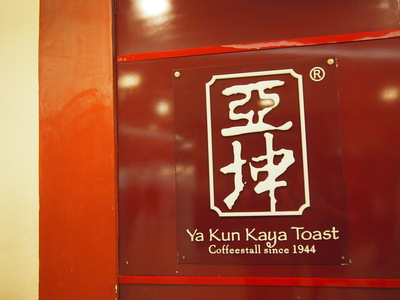 ®
亞
坤
Ya Kun Kaya Toast
Coffeestall since 1944